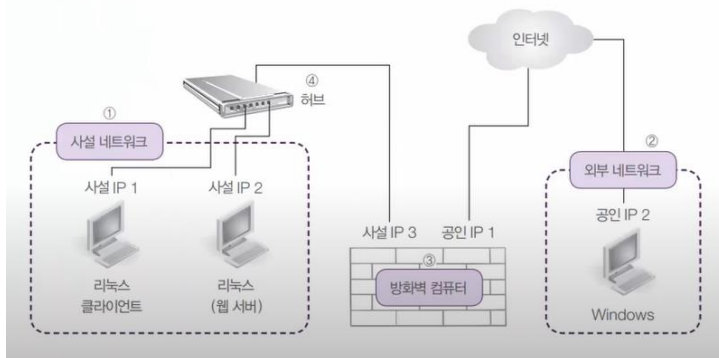 인터넷
④
허브
①
사설 네트워크
②
외부 네트워크
사설 IP 1
사설 IP 2
공인 IP 2
사설 IP 3
공인 IP 1
③
방화벽 컴퓨터
리눅스
클라이언트
리눅스
(웹 서버)
Windows